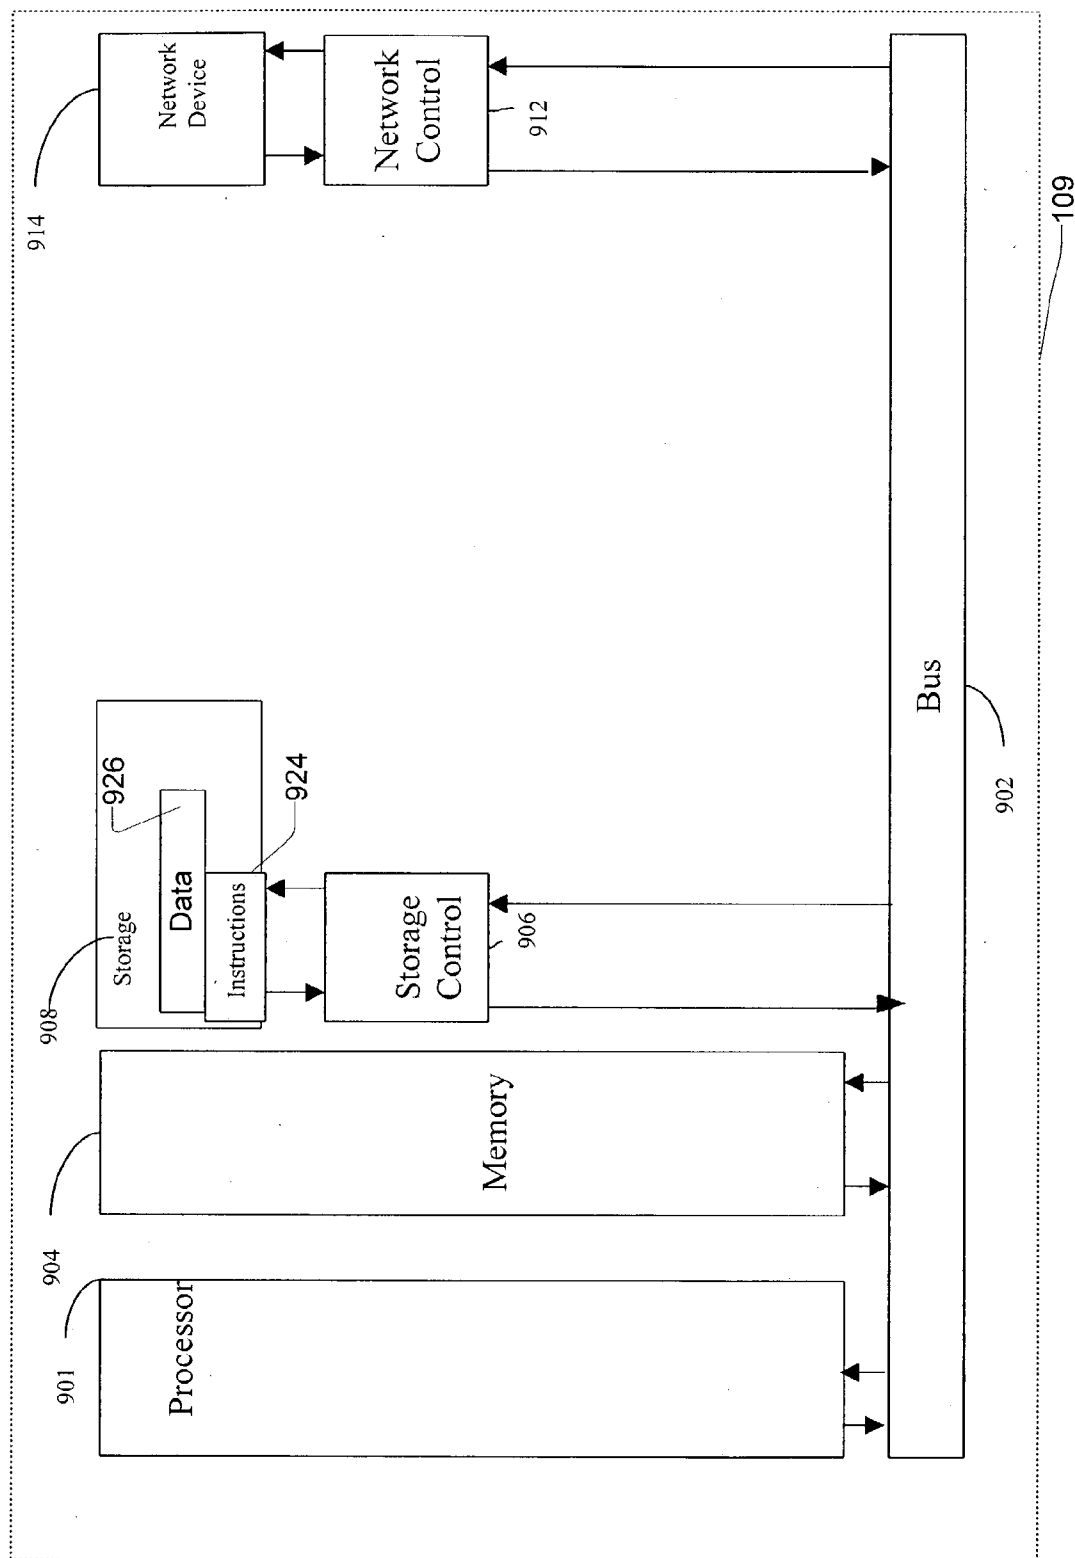 914
Network
Device
Network
Control
912
109
908
Storage
926
Data
924
Instructions
Storage
Control
906
Bus
902
904
Memory
901
Processor